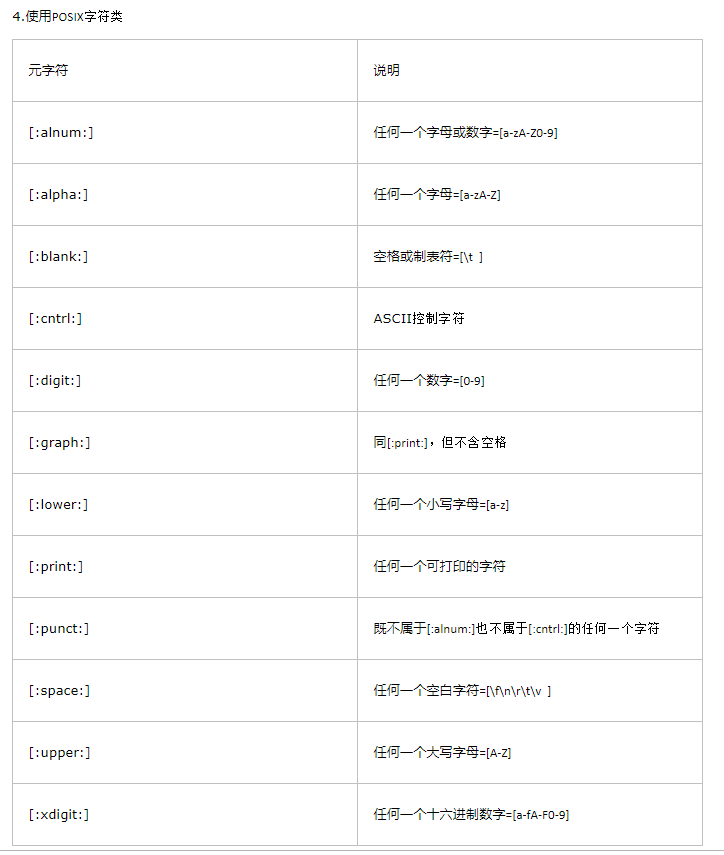 4.使用POSIX字符类
元字符 说明
[:alnum:] 任何一个字母或数字=[a-zA-Z0-9]
[:alpha:] 任何一个字母=[a-zA-Z]
[:blank:] 空格或制表符=[\t ]
[:cntrl:] ASCII控制字符
[:digit:] 任何一个数字=[0-9]
[:graph:] 同[:print:]，但不含空格
[:lower:] 任何一个小写字母=[a-z]
[:print:] 任何一个可打印的字符
[:punct:] 既不属于[:alnum:]也不属于[:cntrl:]的任何一个字符
[:space:] 任何一个空白字符=[\f\n\r\t\v ]
[:upper:] 任何一个大写字母=[A-Z]
[:xdigit:] 任何一个十六进制数字=[a-fA-F0-9]